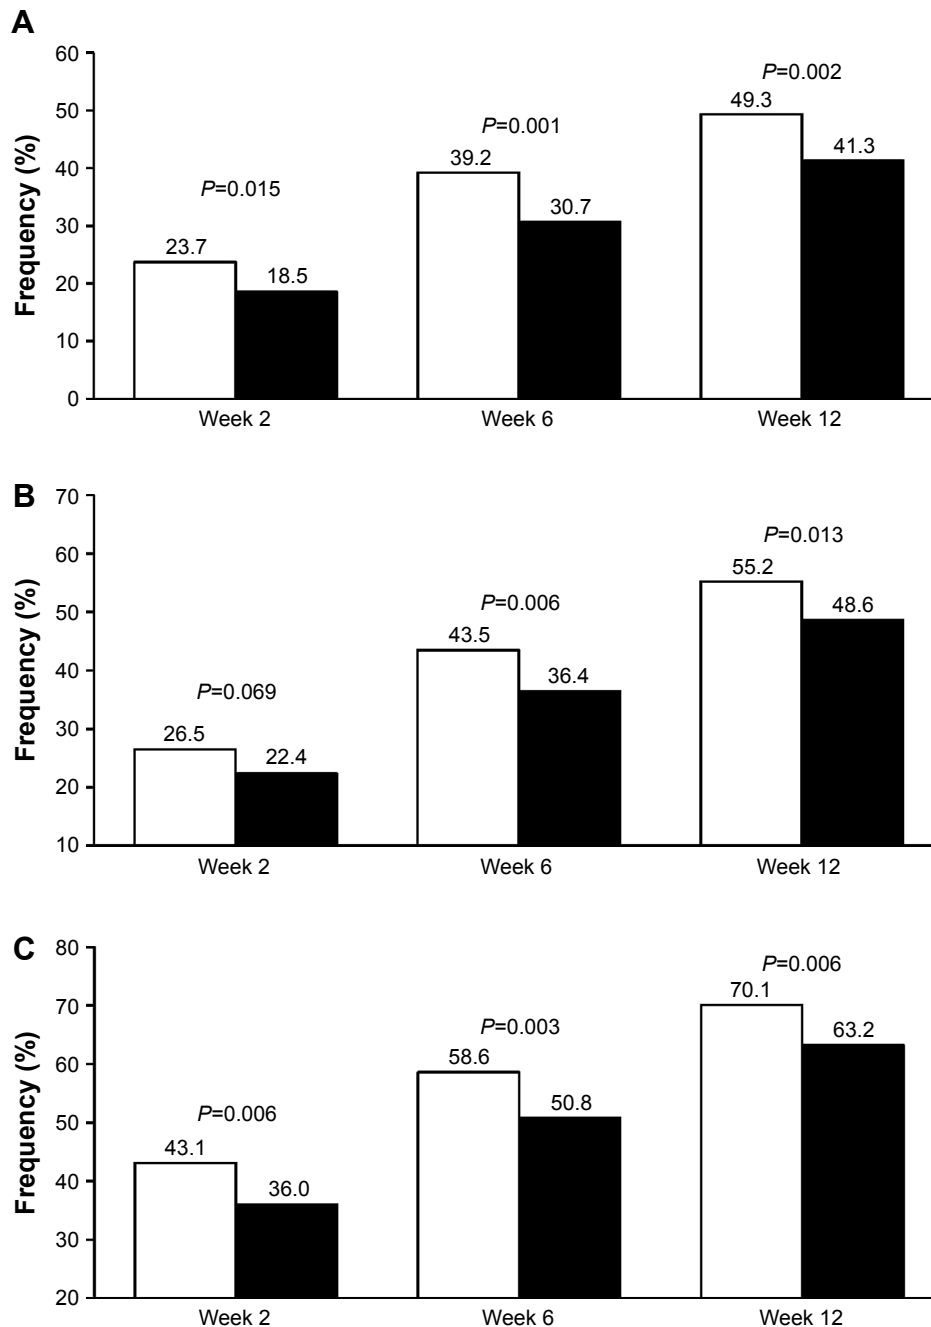 A
60
50
40
30
20
10
0
Frequency (%)
P=0.015
23.7
18.5
P=0.001
39.2
30.7
P=0.002
49.3
41.3
Week 2
Week 6
Week 12
B
70
60
50
40
30
20
10
Frequency (%)
P=0.069
26.5
22.4
P=0.006
43.5
36.4
P=0.013
55.2
48.6
Week 2
Week 6
Week 12
C
80
70
60
50
40
30
20
Frequency (%)
P=0.006
43.1
36.0
P=0.003
58.6
50.8
P=0.006
70.1
63.2
Week 2
Week 6
Week 12